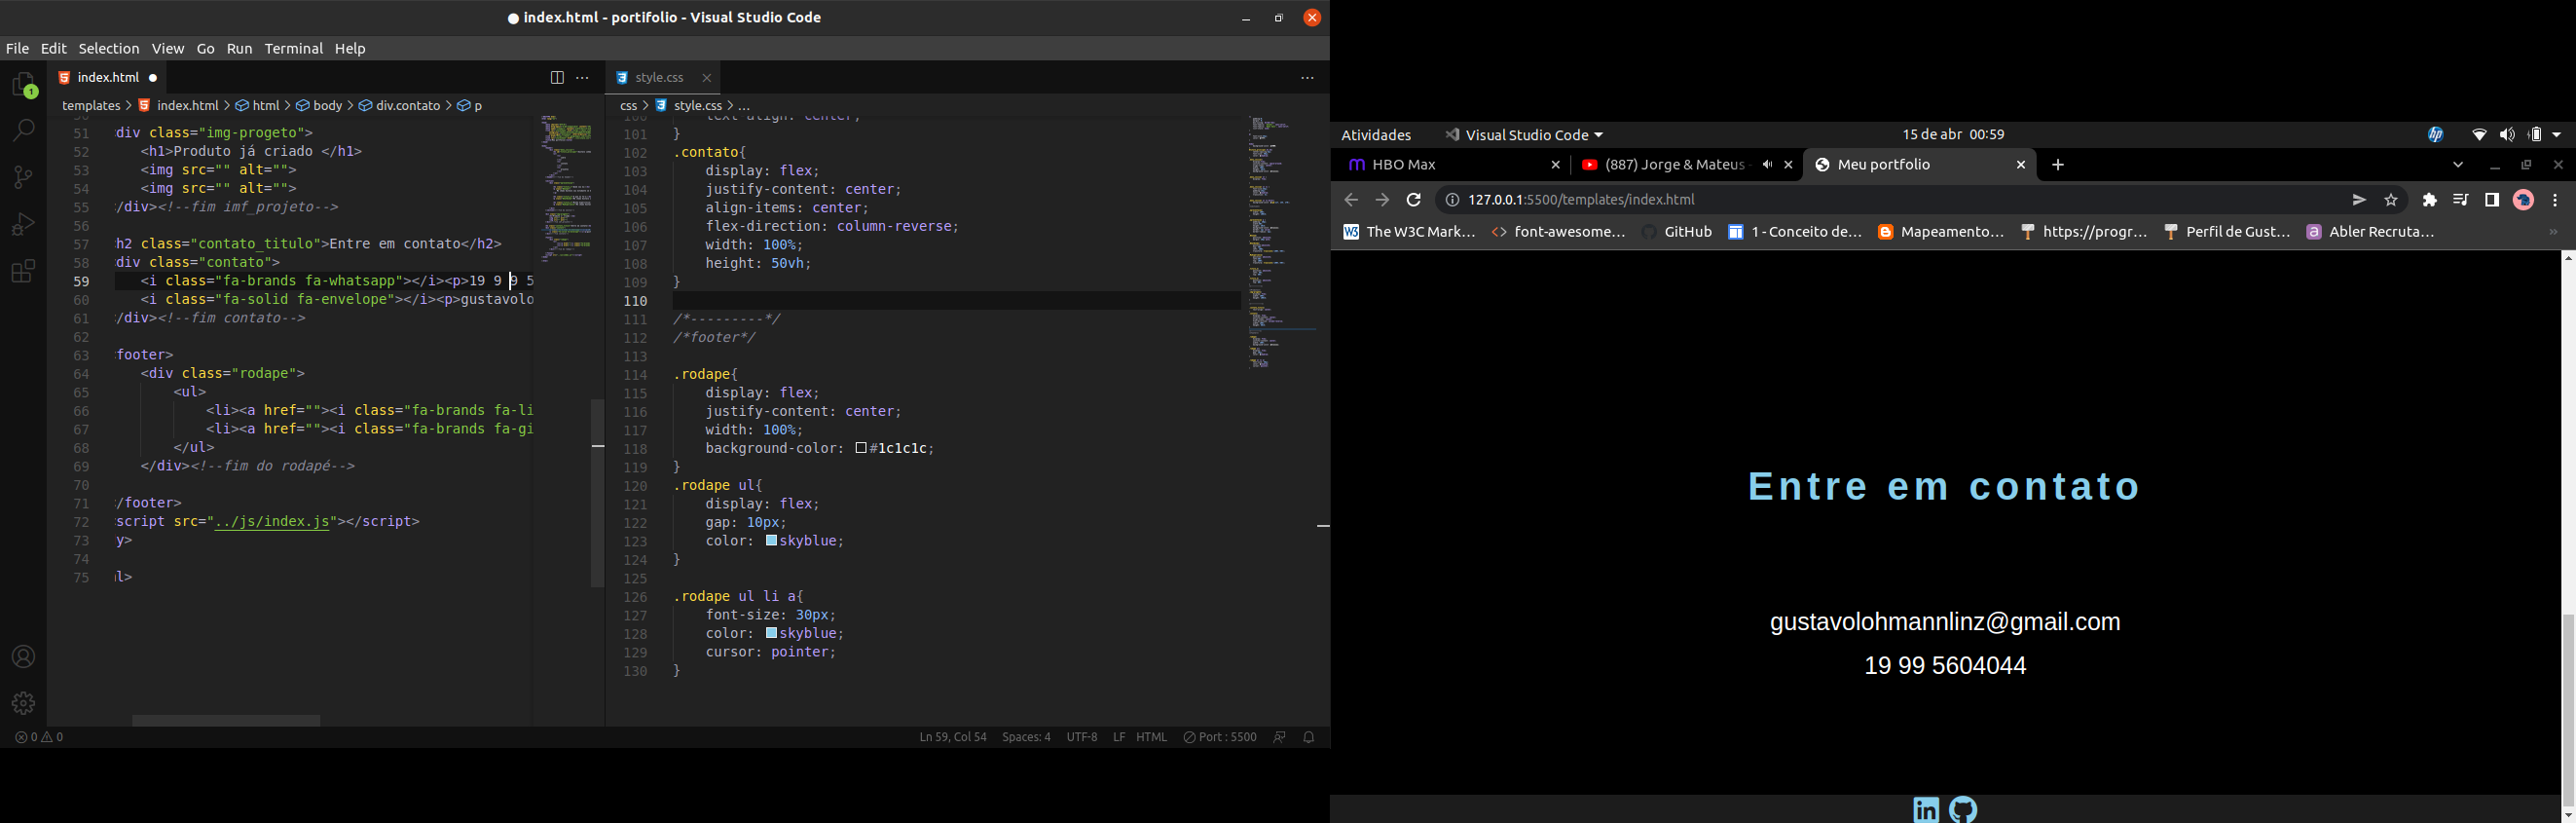 index.html - portifolio - Visual Studio Code
File Edit Selection View Go Run Terminal Help
index.html
templates > index.html > html > body > div.contato > p
51 div class="img-progeto">
52 <h1>Produto já criado </h1>
53 <img src="" alt="">
54 <img src="" alt="">
55 /div><!--fim imf_projeto-->
56
57 h2 class="contato_titulo">Entre em contato</h2>
58 div class="contato">
59 <i class="fa-brands fa-whatsapp"></i><p>19 9 9 5
60 <i class="fa-solid fa-envelope"></i><p>gustavolo
61 /div><!--fim contato-->
62
63 footer>
64 <div class="rodape">
65 <ul>
66 <li><a href=""><i class="fa-brands fa-li
67 <li><a href=""><i class="fa-brands fa-gi
68 </ul>
69 </div><!--fim do rodapé-->
70
71 /footer>
72 script src="../js/index.js"></script>
73 y>
74
75 l>
style.css
css > style.css > ...
100 text-align: center;
101 }
102 .contato{
103 display: flex;
104 justify-content: center;
105 align-items: center;
106 flex-direction: column-reverse;
107 width: 100%;
108 height: 50vh;
109 }
110
111 /*---------*/
112 /*footer*/
113
114 .rodape{
115 display: flex;
116 justify-content: center;
117 width: 100%;
118 background-color: #1c1c1c;
119 }
120 .rodape ul{
121 display: flex;
122 gap: 10px;
123 color: skyblue;
124 }
125
126 .rodape ul li a{
127 font-size: 30px;
128 color: skyblue;
129 cursor: pointer;
130 }
0 0 Ln 59, Col 54 Spaces: 4 UTF-8 LF HTML Port : 5500
Atividades Visual Studio Code 15 de abr 00:59
HBO Max (887) Jorge & Mateus Meu portfolio
127.0.0.1:5500/templates/index.html
The W3C Mark... font-awesome... GitHub 1 - Conceito de... Mapeamento... https://progr... Perfil de Gust... Abler Recruta...
Entre em contato
gustavolohmannlinz@gmail.com
19 99 5604044